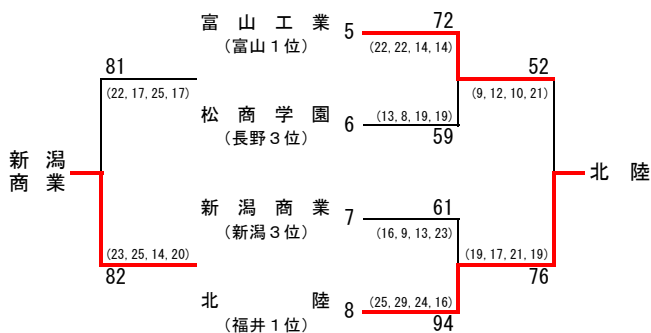 富山工業
(富山1位)
5
72
(22, 22, 14, 14)
81
(22, 17, 25, 17)
52
(9, 12, 10, 21)
松商学園
(長野3位)
6
(13, 8, 19, 19)
59
新潟
商業
北陸
新潟商業
(新潟3位)
7
61
(16, 9, 13, 23)
(23, 25, 14, 20)
82
(19, 17, 21, 19)
76
北陸
(福井1位)
8
(25, 29, 24, 16)
94